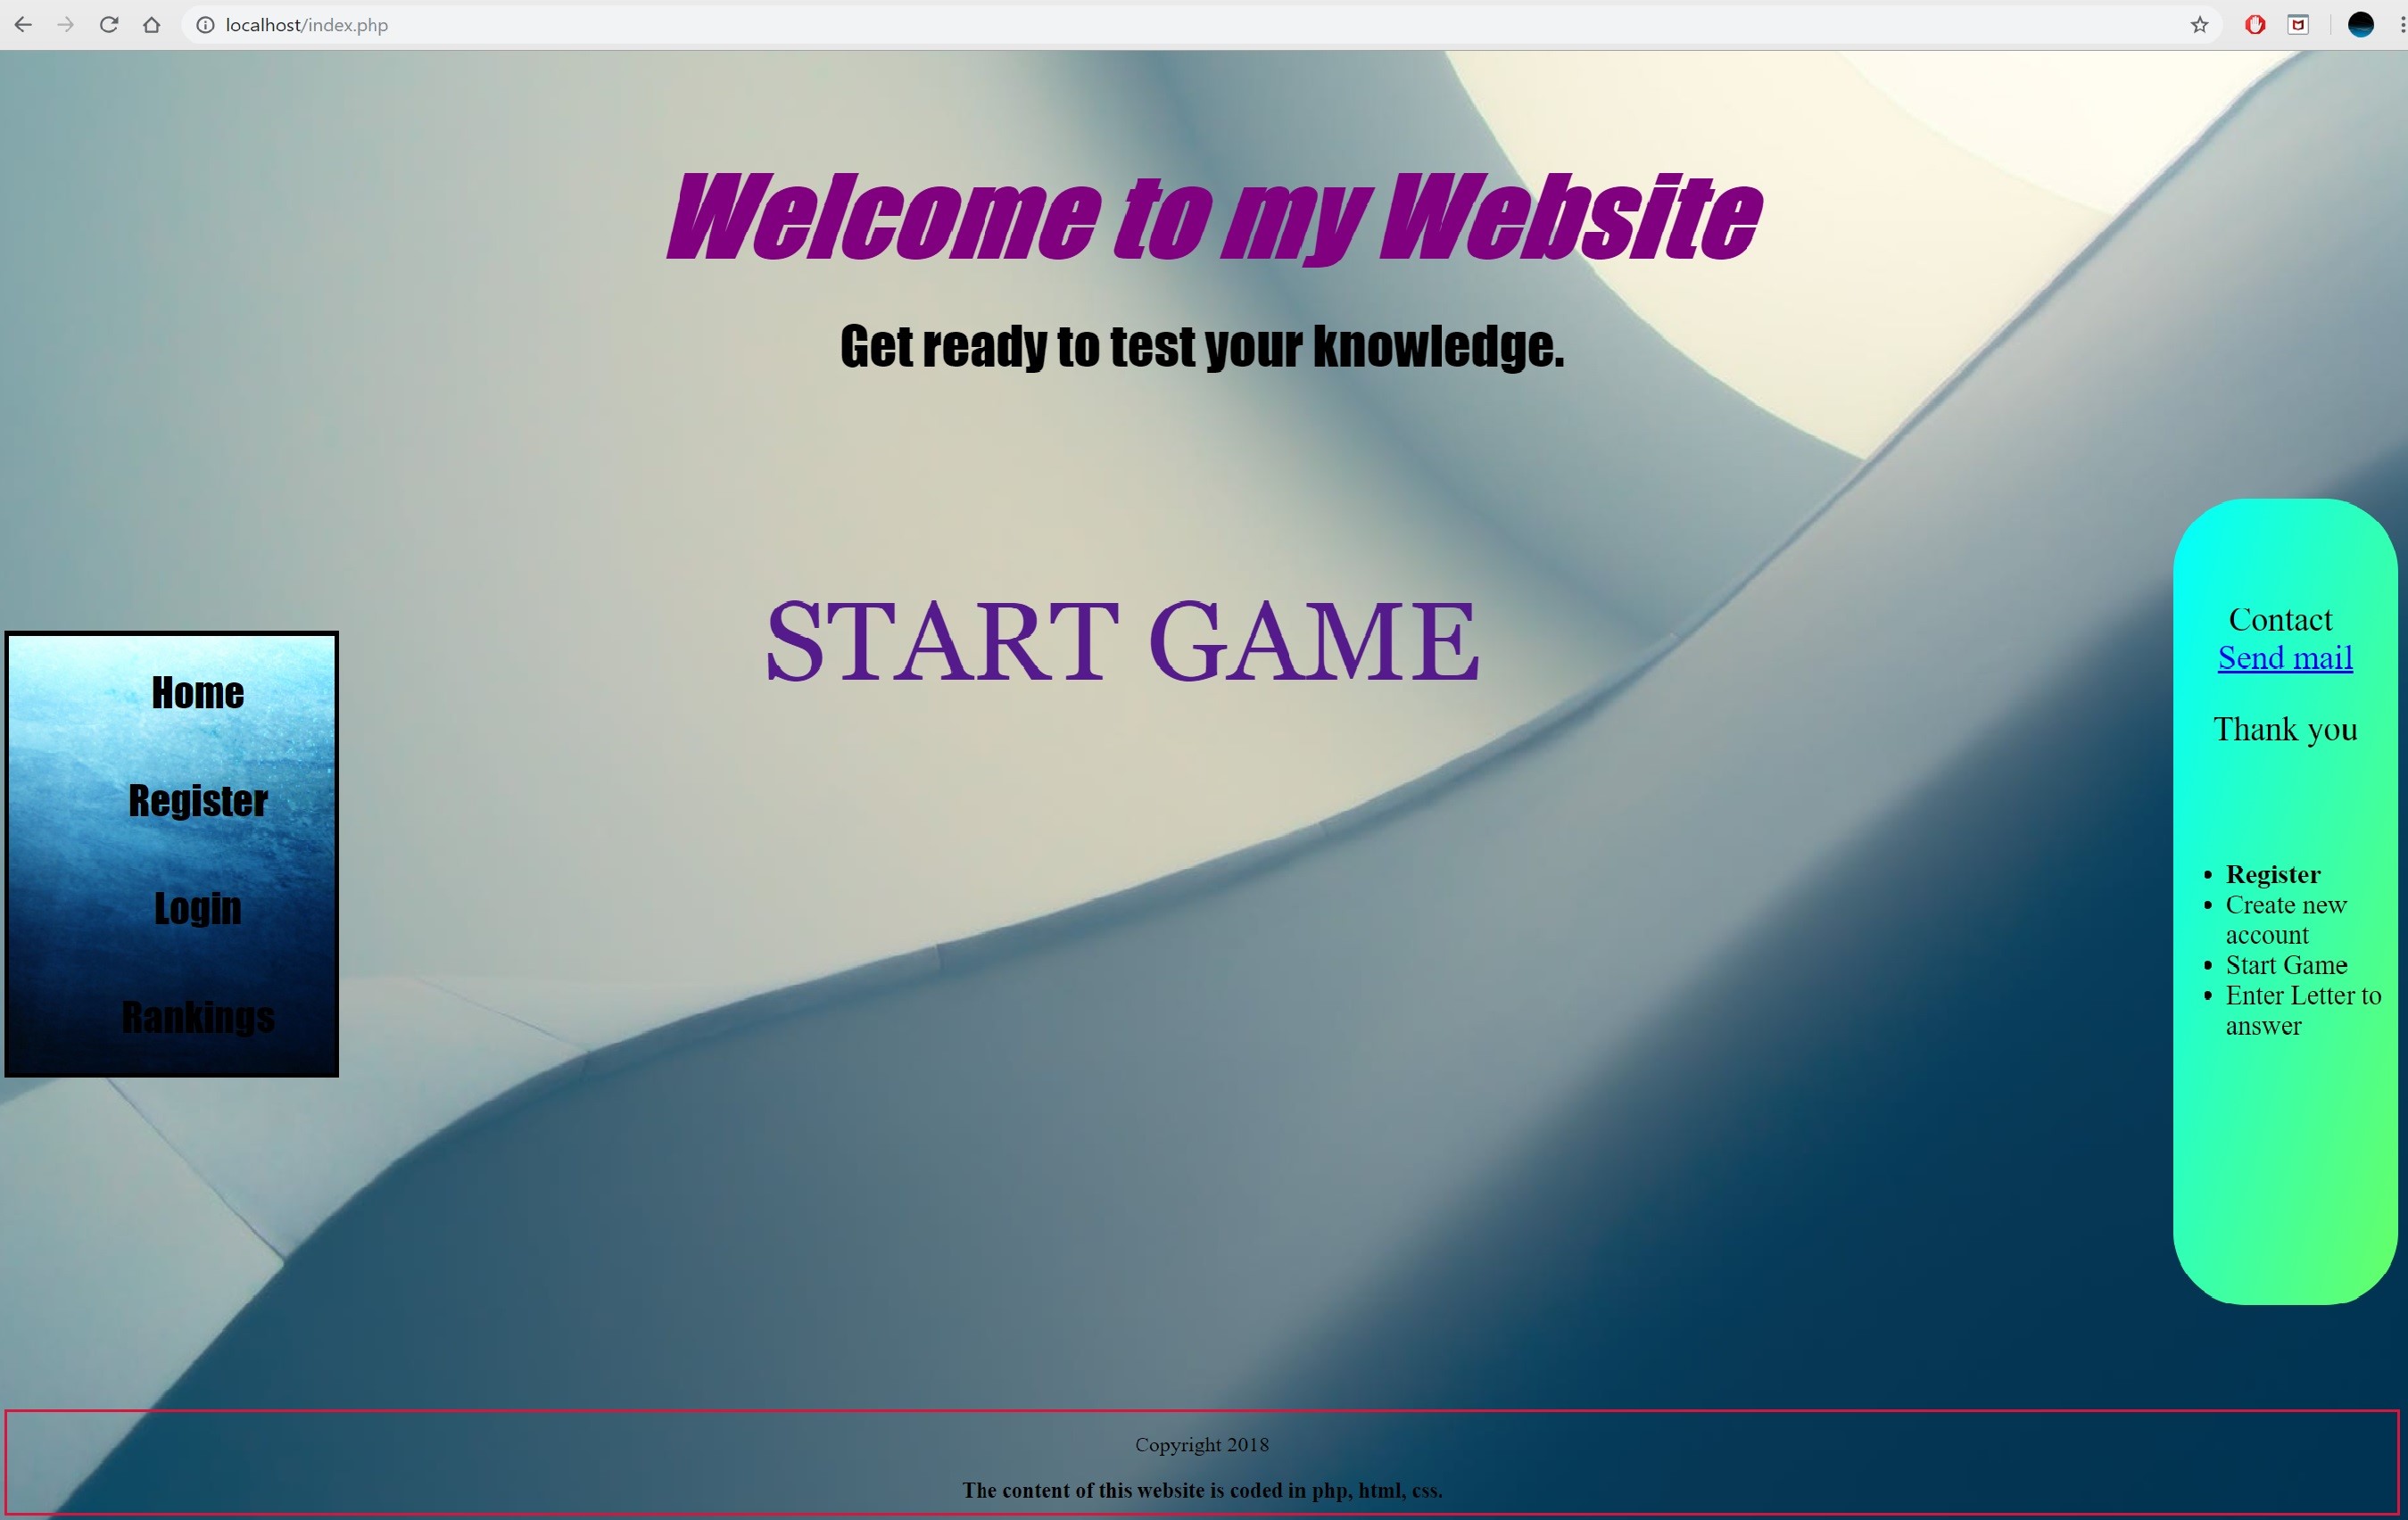 localhost/index.php
Welcome to my Website
Get ready to test your knowledge.
START GAME
Home
Register
Login
Rankings
Contact
Send mail
Thank you
• Register
• Create new
account
• Start Game
• Enter Letter to
answer
Copyright 2018
The content of this website is coded in php, html, css.